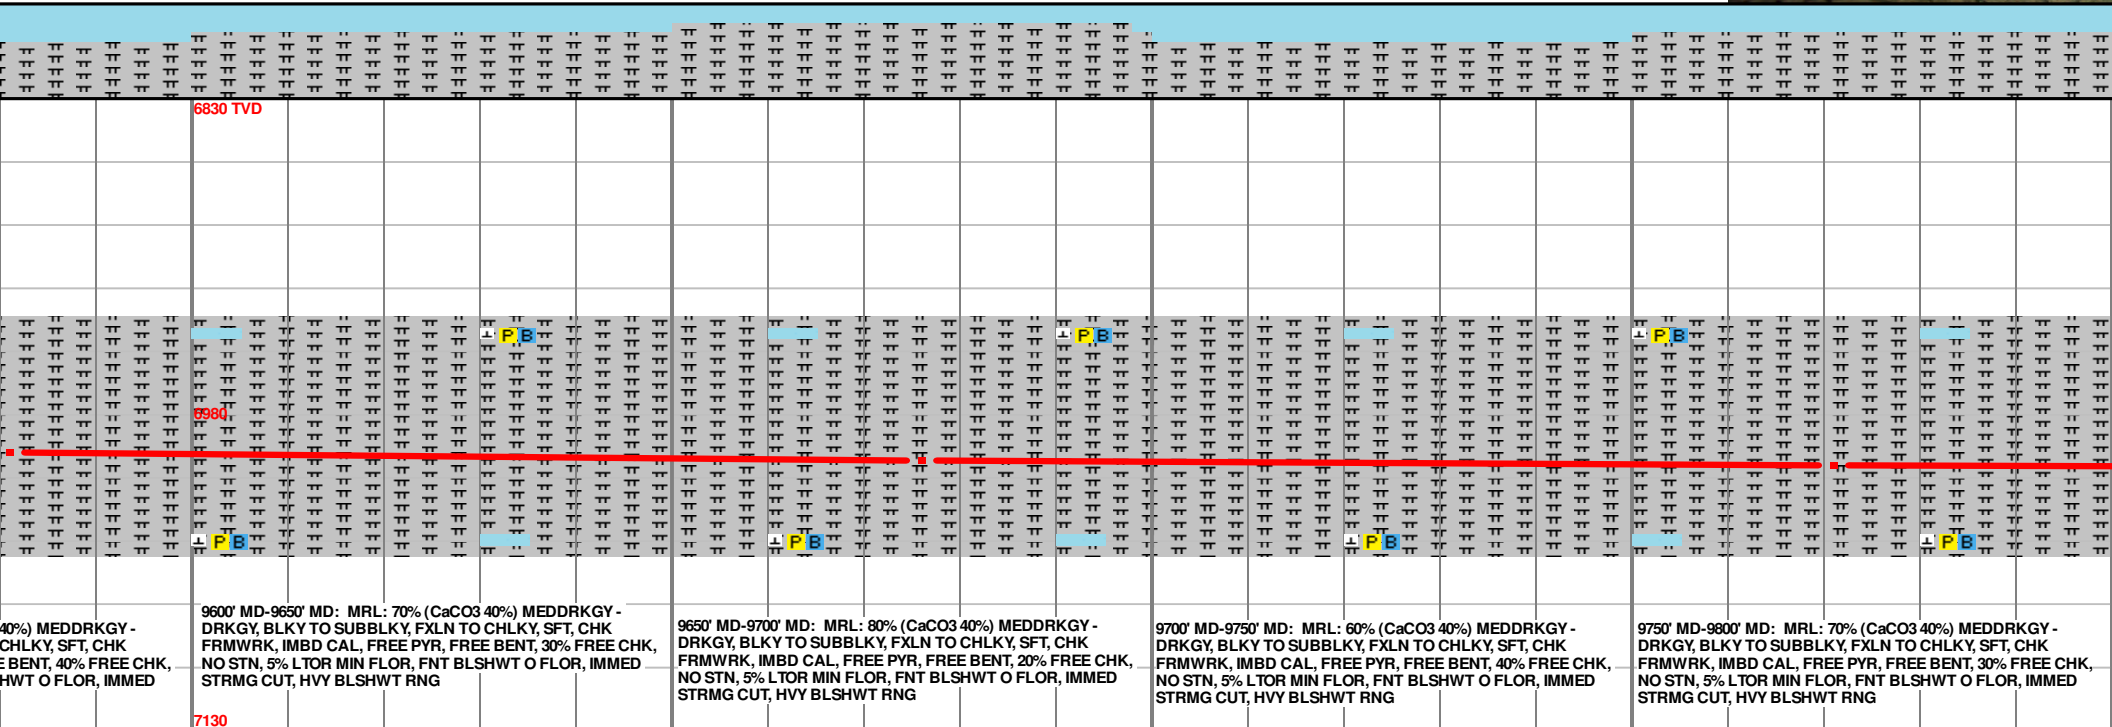 6830 TVD
P B
P B
P B
P B
6980
P B
P B
P B
P B
40%) MEDDRKGY -
CHLKY, SFT, CHK
E BENT, 40% FREE CHK,
HWT O FLOR, IMMED
9600' MD-9650' MD: MRL: 70% (CaCO3 40%) MEDDRKGY -
DRKGY, BLKY TO SUBBLKY, FXLN TO CHLKY, SFT, CHK
FRMWRK, IMBD CAL, FREE PYR, FREE BENT, 30% FREE CHK,
NO STN, 5% LTOR MIN FLOR, FNT BLSHWT O FLOR, IMMED
STRMG CUT, HVY BLSHWT RNG
9650' MD-9700' MD: MRL: 80% (CaCO3 40%) MEDDRKGY -
DRKGY, BLKY TO SUBBLKY, FXLN TO CHLKY, SFT, CHK
FRMWRK, IMBD CAL, FREE PYR, FREE BENT, 20% FREE CHK,
NO STN, 5% LTOR MIN FLOR, FNT BLSHWT O FLOR, IMMED
STRMG CUT, HVY BLSHWT RNG
9700' MD-9750' MD: MRL: 60% (CaCO3 40%) MEDDRKGY -
DRKGY, BLKY TO SUBBLKY, FXLN TO CHLKY, SFT, CHK
FRMWRK, IMBD CAL, FREE PYR, FREE BENT, 40% FREE CHK,
NO STN, 5% LTOR MIN FLOR, FNT BLSHWT O FLOR, IMMED
STRMG CUT, HVY BLSHWT RNG
9750' MD-9800' MD: MRL: 70% (CaCO3 40%) MEDDRKGY -
DRKGY, BLKY TO SUBBLKY, FXLN TO CHLKY, SFT, CHK
FRMWRK, IMBD CAL, FREE PYR, FREE BENT, 30% FREE CHK,
NO STN, 5% LTOR MIN FLOR, FNT BLSHWT O FLOR, IMMED
STRMG CUT, HVY BLSHWT RNG
7130